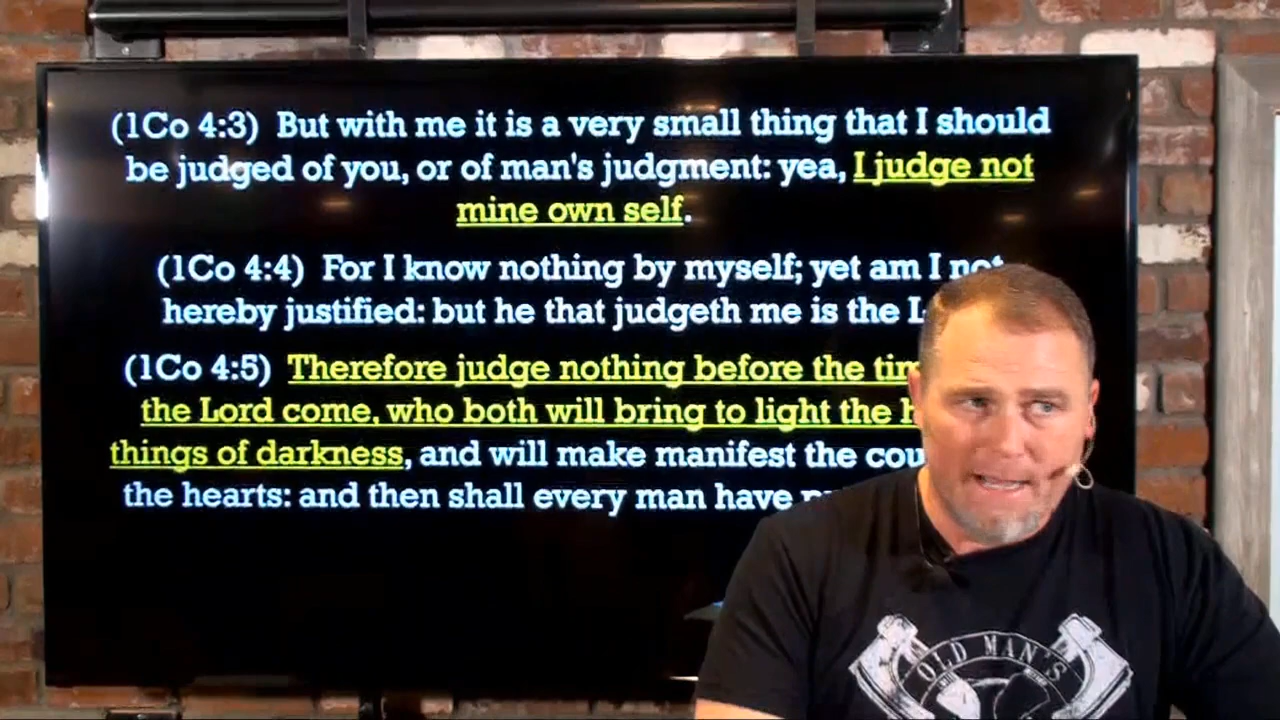 (1Co 4:3) But with me it is a very small thing that I should
be judged of you, or of man's judgment: yea, I judge not
mine own self.
(1Co 4:4) For I know nothing by myself; yet am I not
hereby justified: but he that judgeth me is the
(1Co 4:5) Therefore judge nothing before the
the Lord come, who both will bring to light the
things of darkness, and will make manifest the
the hearts: and then shall every man have
OLD MAN'S